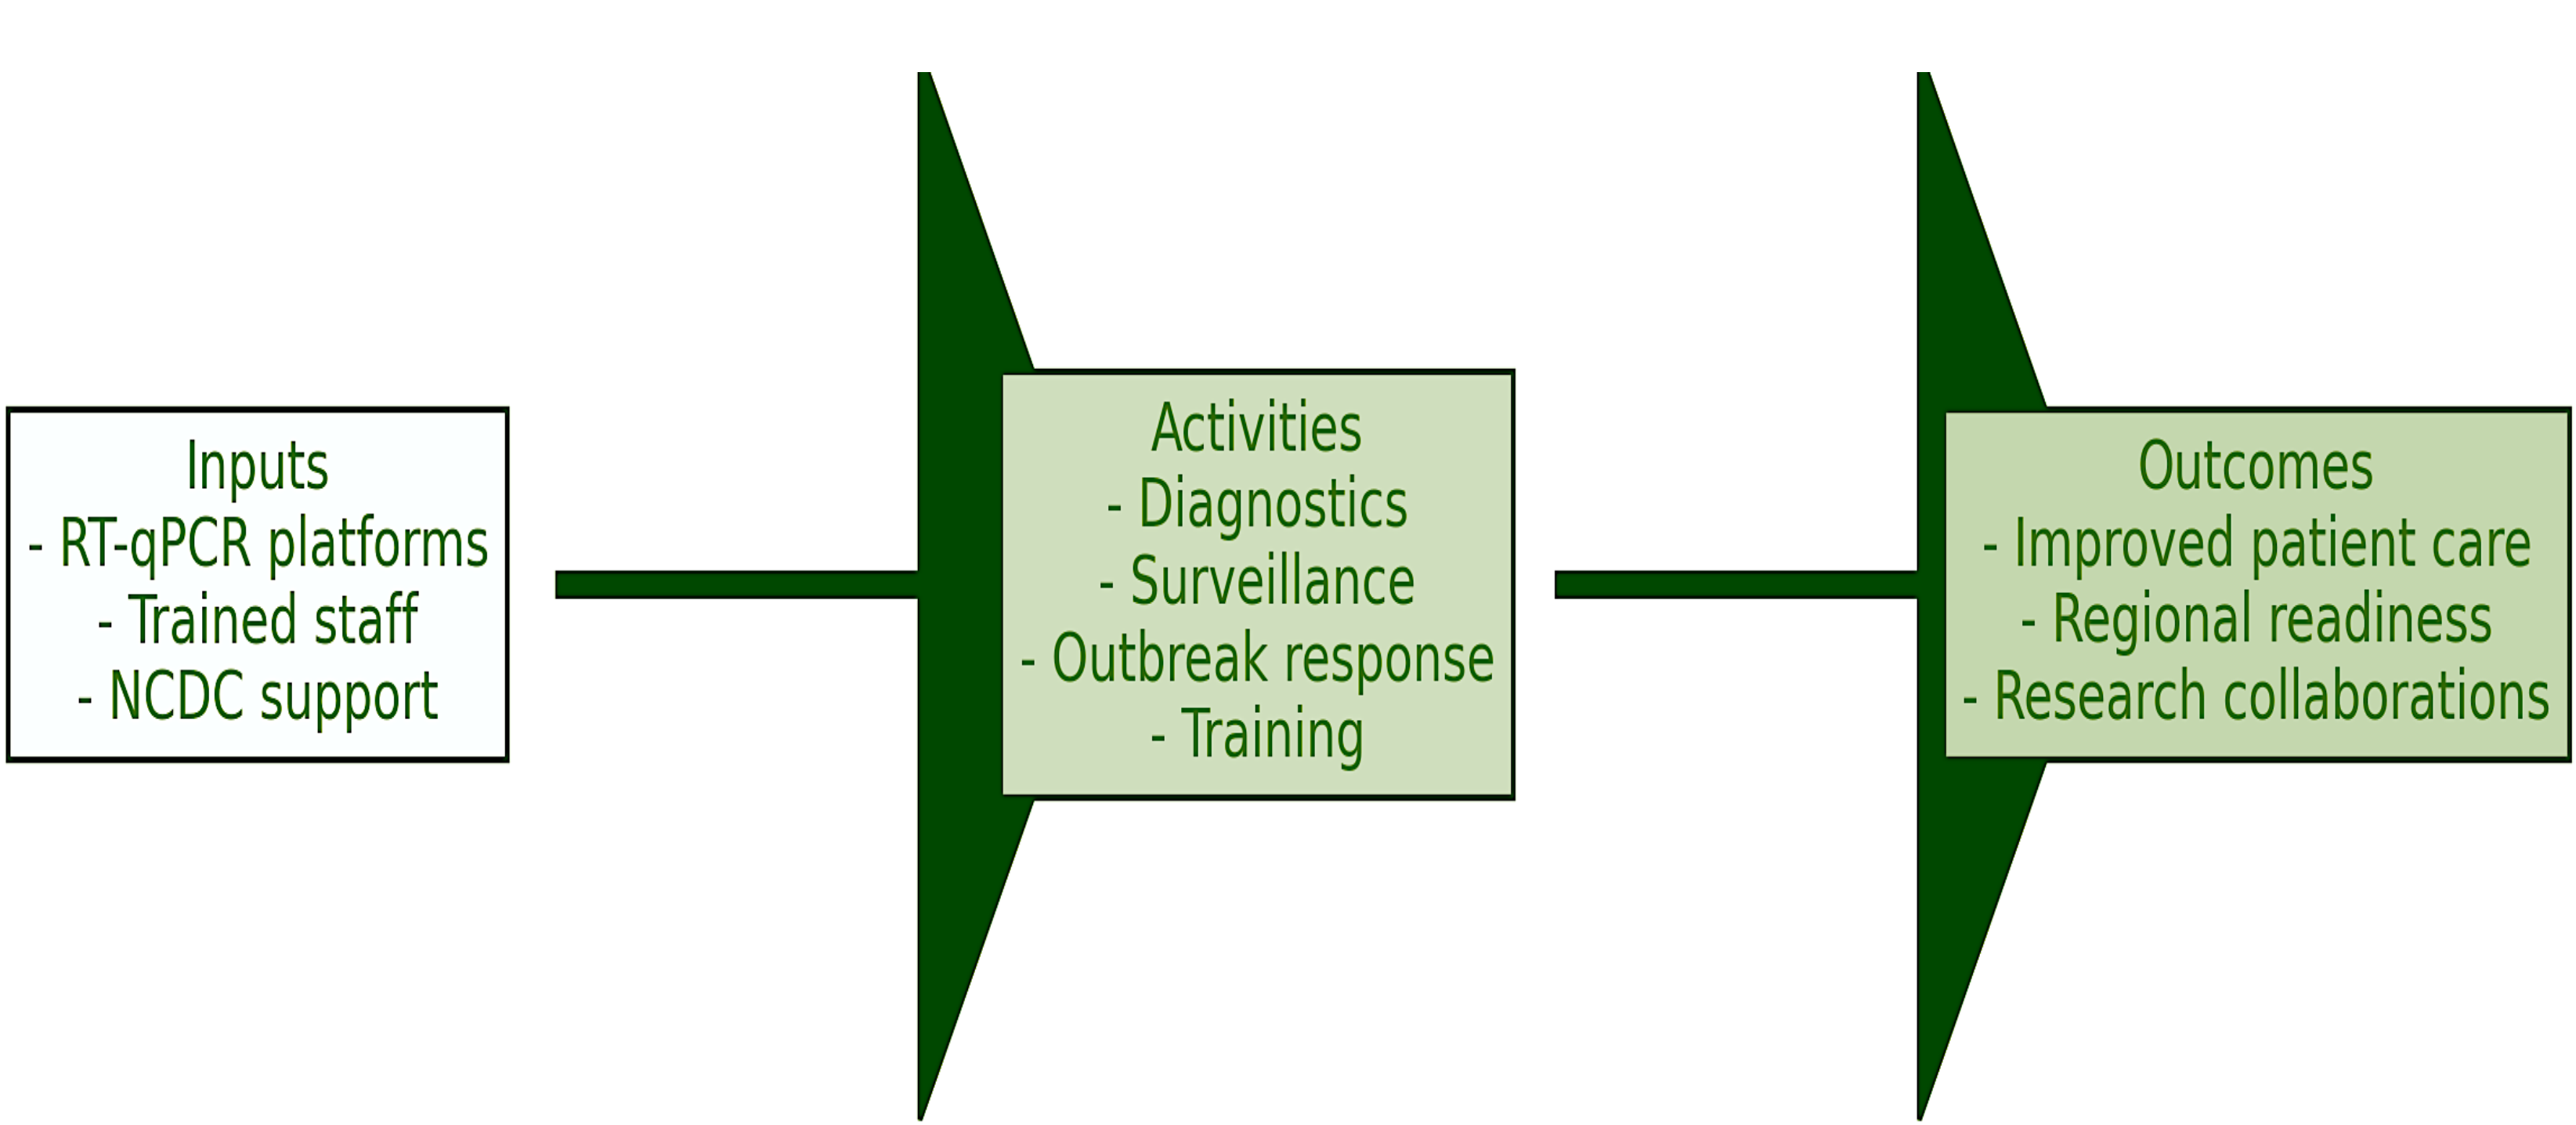 Inputs
- RT-qPCR platforms
- Trained staff
- NCDC support
Activities
- Diagnostics
- Surveillance
- Outbreak response
- Training
Outcomes
- Improved patient care
- Regional readiness
- Research collaborations